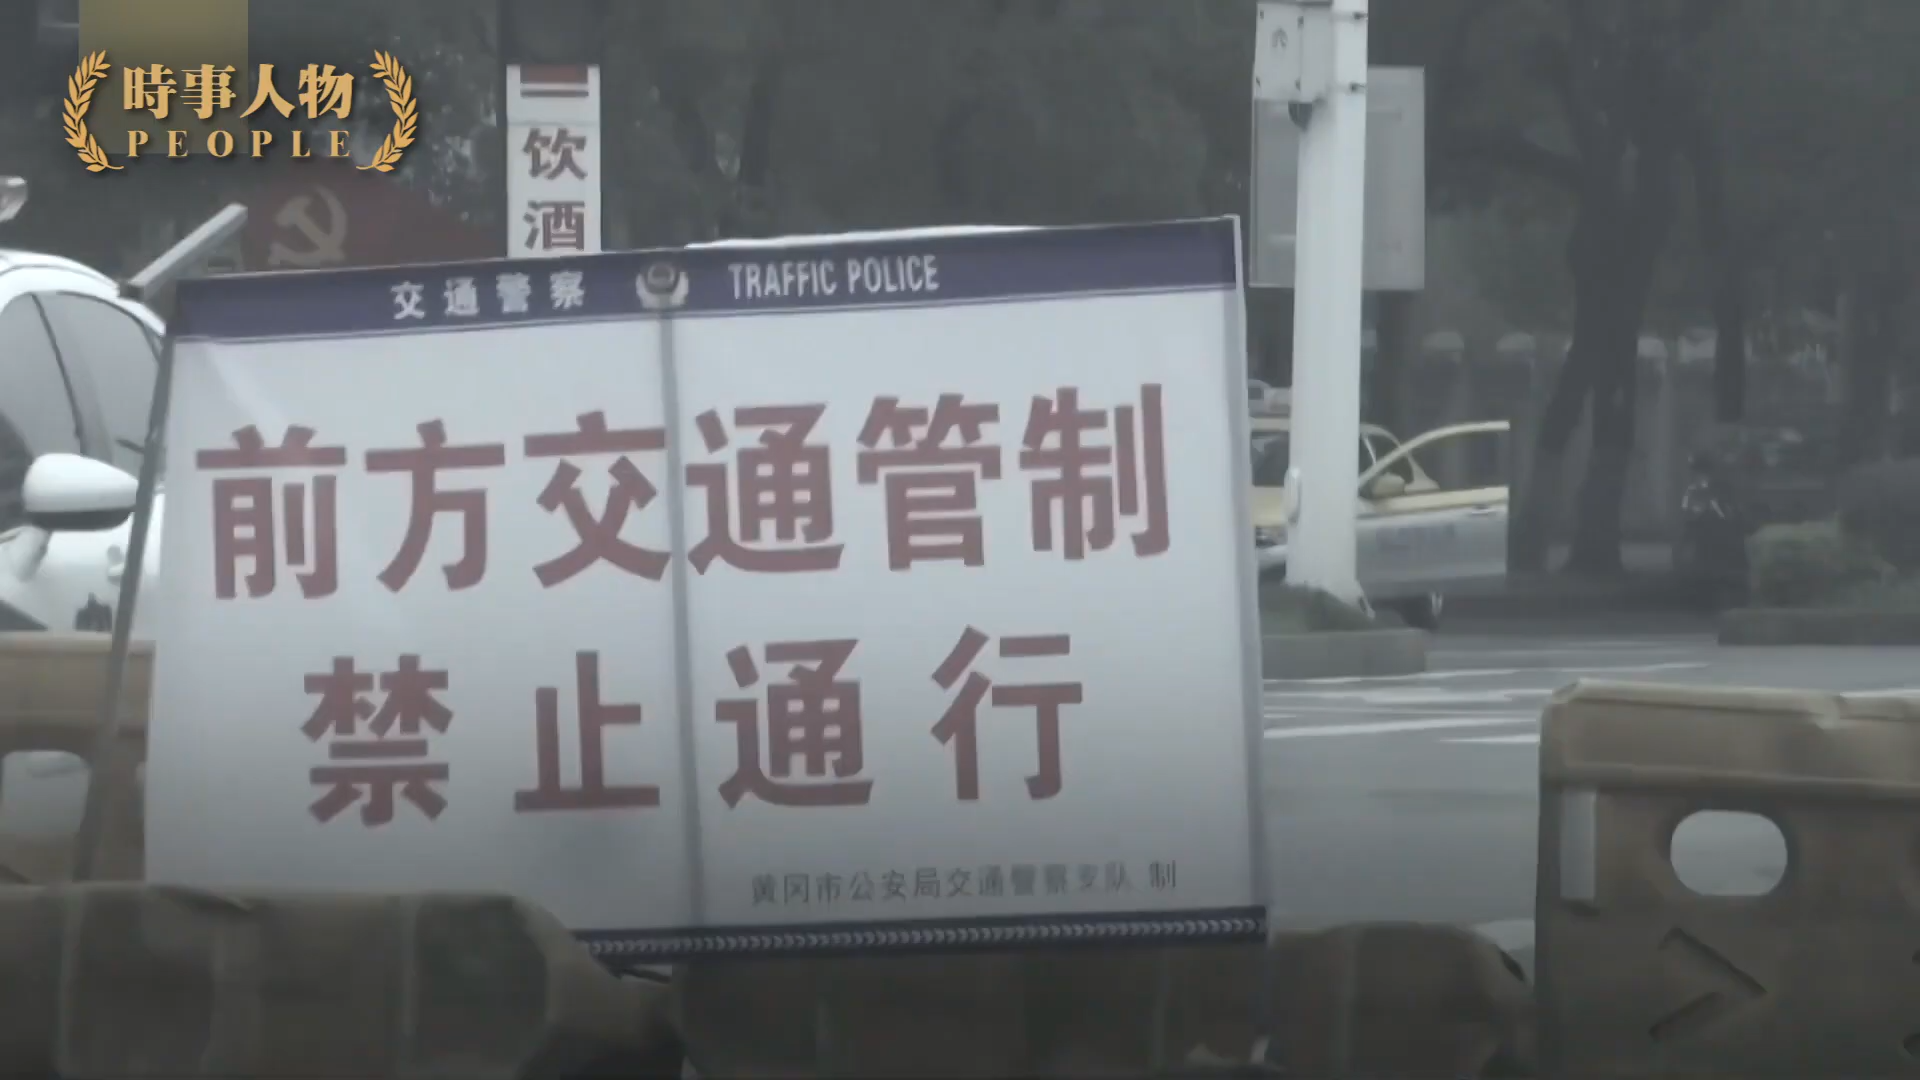 時事人物
PEOPLE
饮酒
交通警察 TRAFFIC POLICE
前方交通管制
禁止通行
黄冈市公安局交通警察支队 制